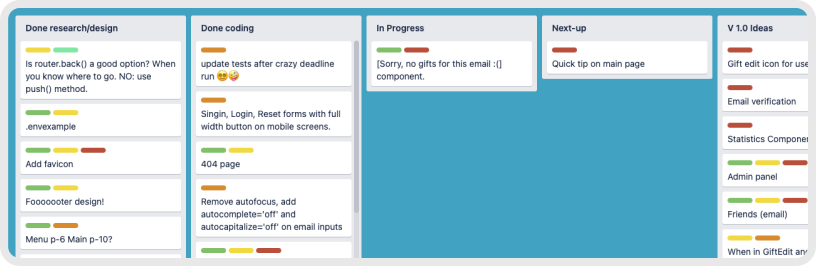 Done research/design
Is router.back() a good option? When
you know where to go. NO: use
push() method.
.envexample
Add favicon
Fooooooter design!
Menu p-6 Main p-10?
Done coding
update tests after crazy deadline
run 😵‍💫🤪
Singin, Login, Reset forms with full
width button on mobile screens.
404 page
Remove autofocus, add
autocomplete='off' and
autocapitalize='off' on email inputs
In Progress
[Sorry, no gifts for this email :(]
component.
Next-up
Quick tip on main page
V 1.0 Ideas
Gift edit icon for use
Email verification
Statistics Componer
Admin panel
Friends (email)
When in GiftEdit and